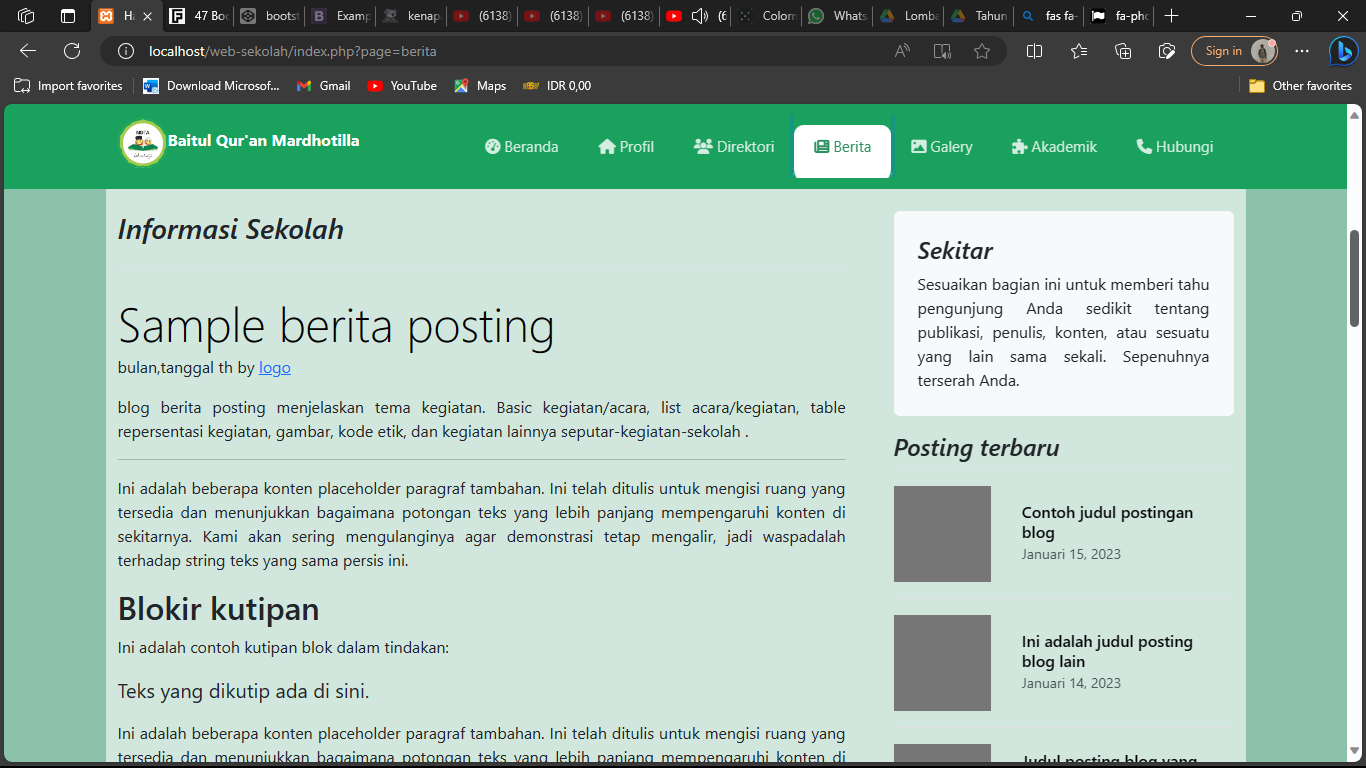 Ha
47 Boo
bootst
Examp
kenap
(6138)
(6138)
(6138)
(6
Colorm
Whats
Lomba
Tahun
fas fa-
fa-pho
localhost/web-sekolah/index.php?page=berita
Sign in
Import favorites
Download Microsof...
Gmail
YouTube
Maps
IDR 0,00
Other favorites
Baitul Qur'an Mardhotilla
Beranda
Profil
Direktori
Berita
Galery
Akademik
Hubungi
Informasi Sekolah
Sample berita posting
bulan,tanggal th by logo
blog berita posting menjelaskan tema kegiatan. Basic kegiatan/acara, list acara/kegiatan, table
repersentasi kegiatan, gambar, kode etik, dan kegiatan lainnya seputar-kegiatan-sekolah .
Ini adalah beberapa konten placeholder paragraf tambahan. Ini telah ditulis untuk mengisi ruang yang
tersedia dan menunjukkan bagaimana potongan teks yang lebih panjang mempengaruhi konten di
sekitarnya. Kami akan sering mengulanginya agar demonstrasi tetap mengalir, jadi waspadalah
terhadap string teks yang sama persis ini.
Blokir kutipan
Ini adalah contoh kutipan blok dalam tindakan:
Teks yang dikutip ada di sini.
Ini adalah beberapa konten placeholder paragraf tambahan. Ini telah ditulis untuk mengisi ruang yang
tersedia dan menunjukkan bagaimana potongan teks yang lebih panjang mempengaruhi konten di
Sekitar
Sesuaikan bagian ini untuk memberi tahu
pengunjung Anda sedikit tentang
publikasi, penulis, konten, atau sesuatu
yang lain sama sekali. Sepenuhnya
terserah Anda.
Posting terbaru
Contoh judul postingan
blog
Januari 15, 2023
Ini adalah judul posting
blog lain
Januari 14, 2023
Judul posting blog yang